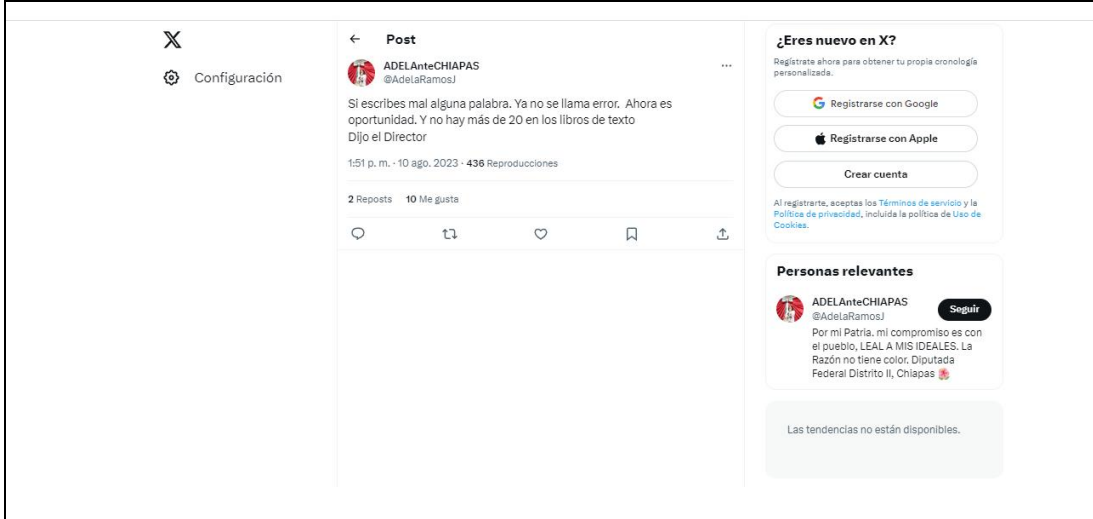 Configuración
Post
ADELAnteCHIAPAS
@AdelaRamosJ
Si escribes mal alguna palabra. Ya no se llama error. Ahora es
oportunidad. Y no hay más de 20 en los libros de texto
Dijo el Director
1:51 p. m. · 10 ago. 2023 · 436 Reproducciones
2 Reposts 10 Me gusta
¿Eres nuevo en X?
Regístrate ahora para obtener tu propia cronología
personalizada.
Registrarse con Google
Registrarse con Apple
Crear cuenta
Al registrarte, aceptas los Términos de servicio y la
Política de privacidad, incluida la política de Uso de
Cookies.
Personas relevantes
ADELAnteCHIAPAS
@AdelaRamosJ
Seguir
Por mi Patria. mi compromiso es con
el pueblo, LEAL A MIS IDEALES. La
Razón no tiene color. Diputada
Federal Distrito II, Chiapas 🌺
Las tendencias no están disponibles.